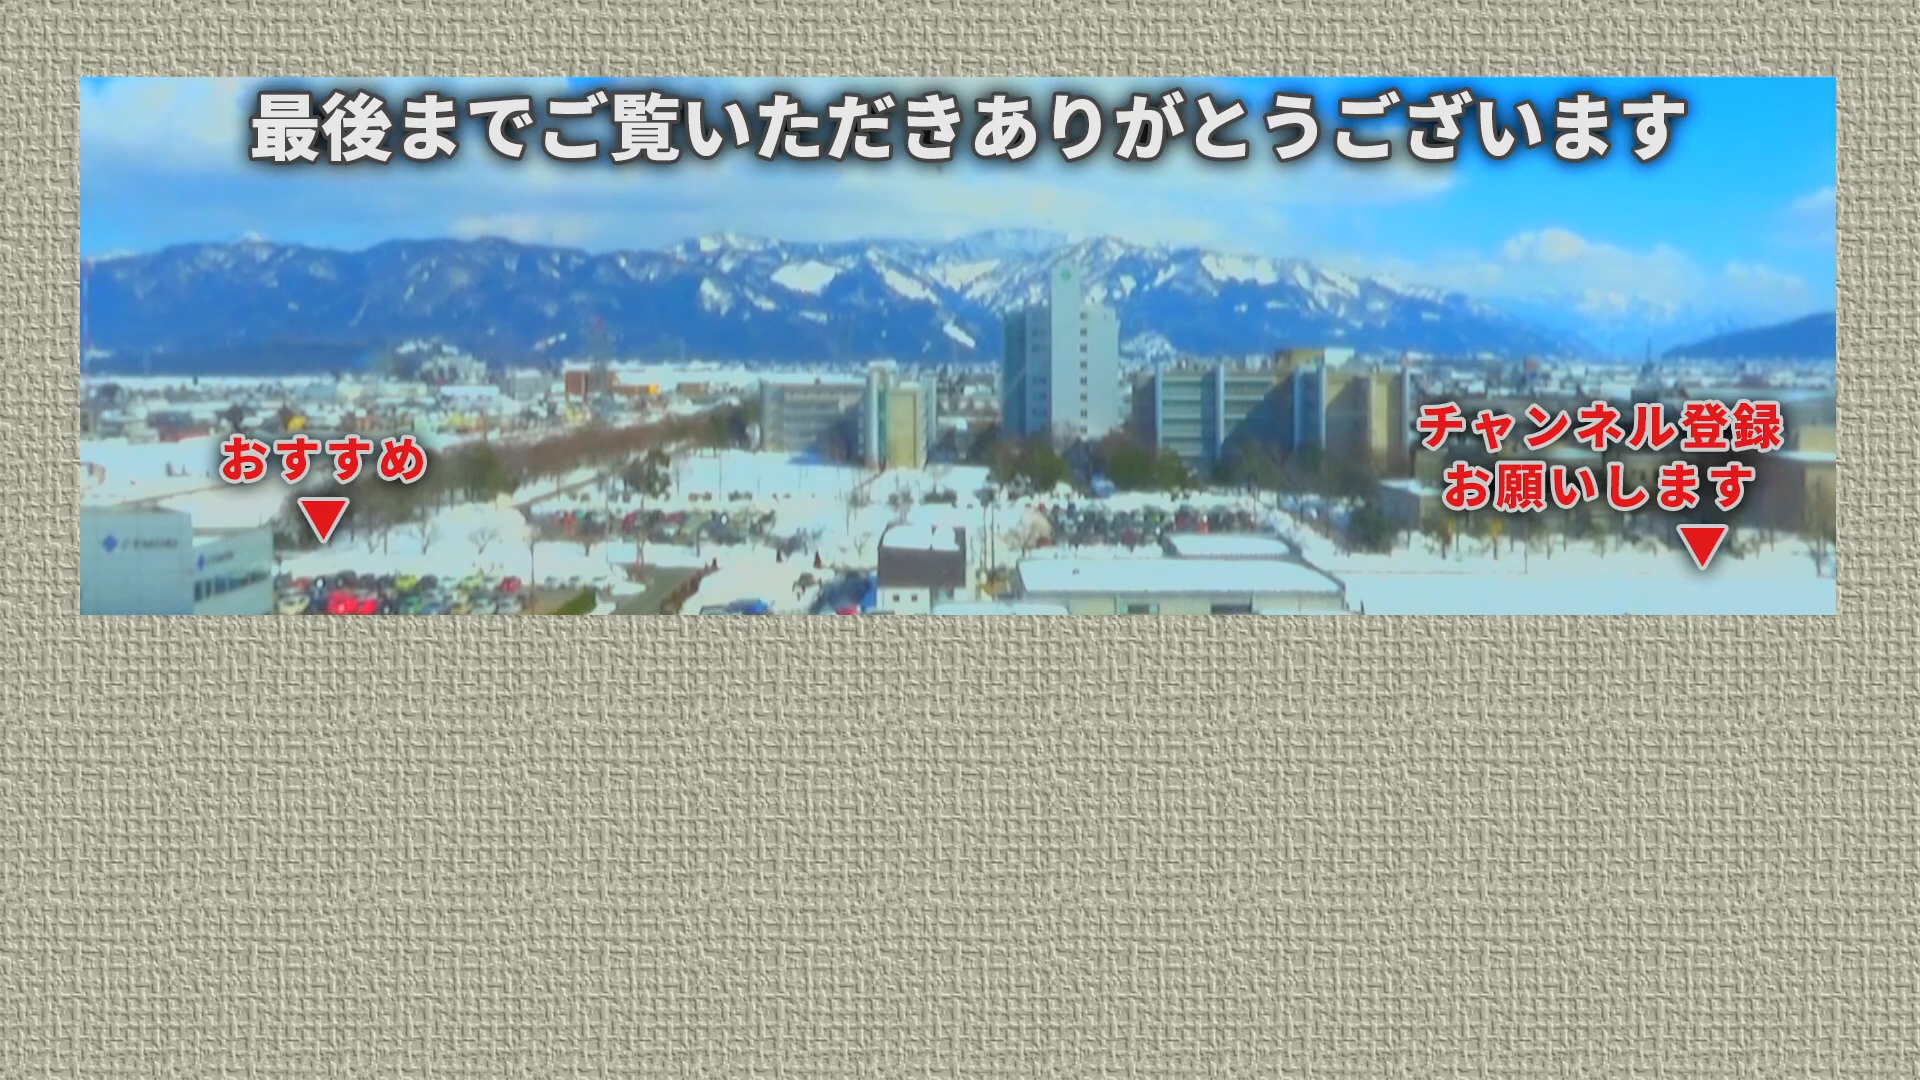 最後までご覧いただきありがとうございます
おすすめ
▼
チャンネル登録
お願いします
▼